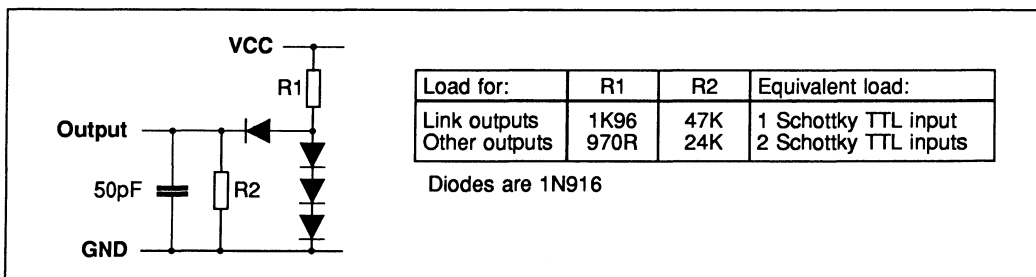 VCC
R1
Output
50pF
R2
GND
Load for: R1 R2 Equivalent load:
Link outputs 1K96 47K 1 Schottky TTL input
Other outputs 970R 24K 2 Schottky TTL inputs
Diodes are 1N916